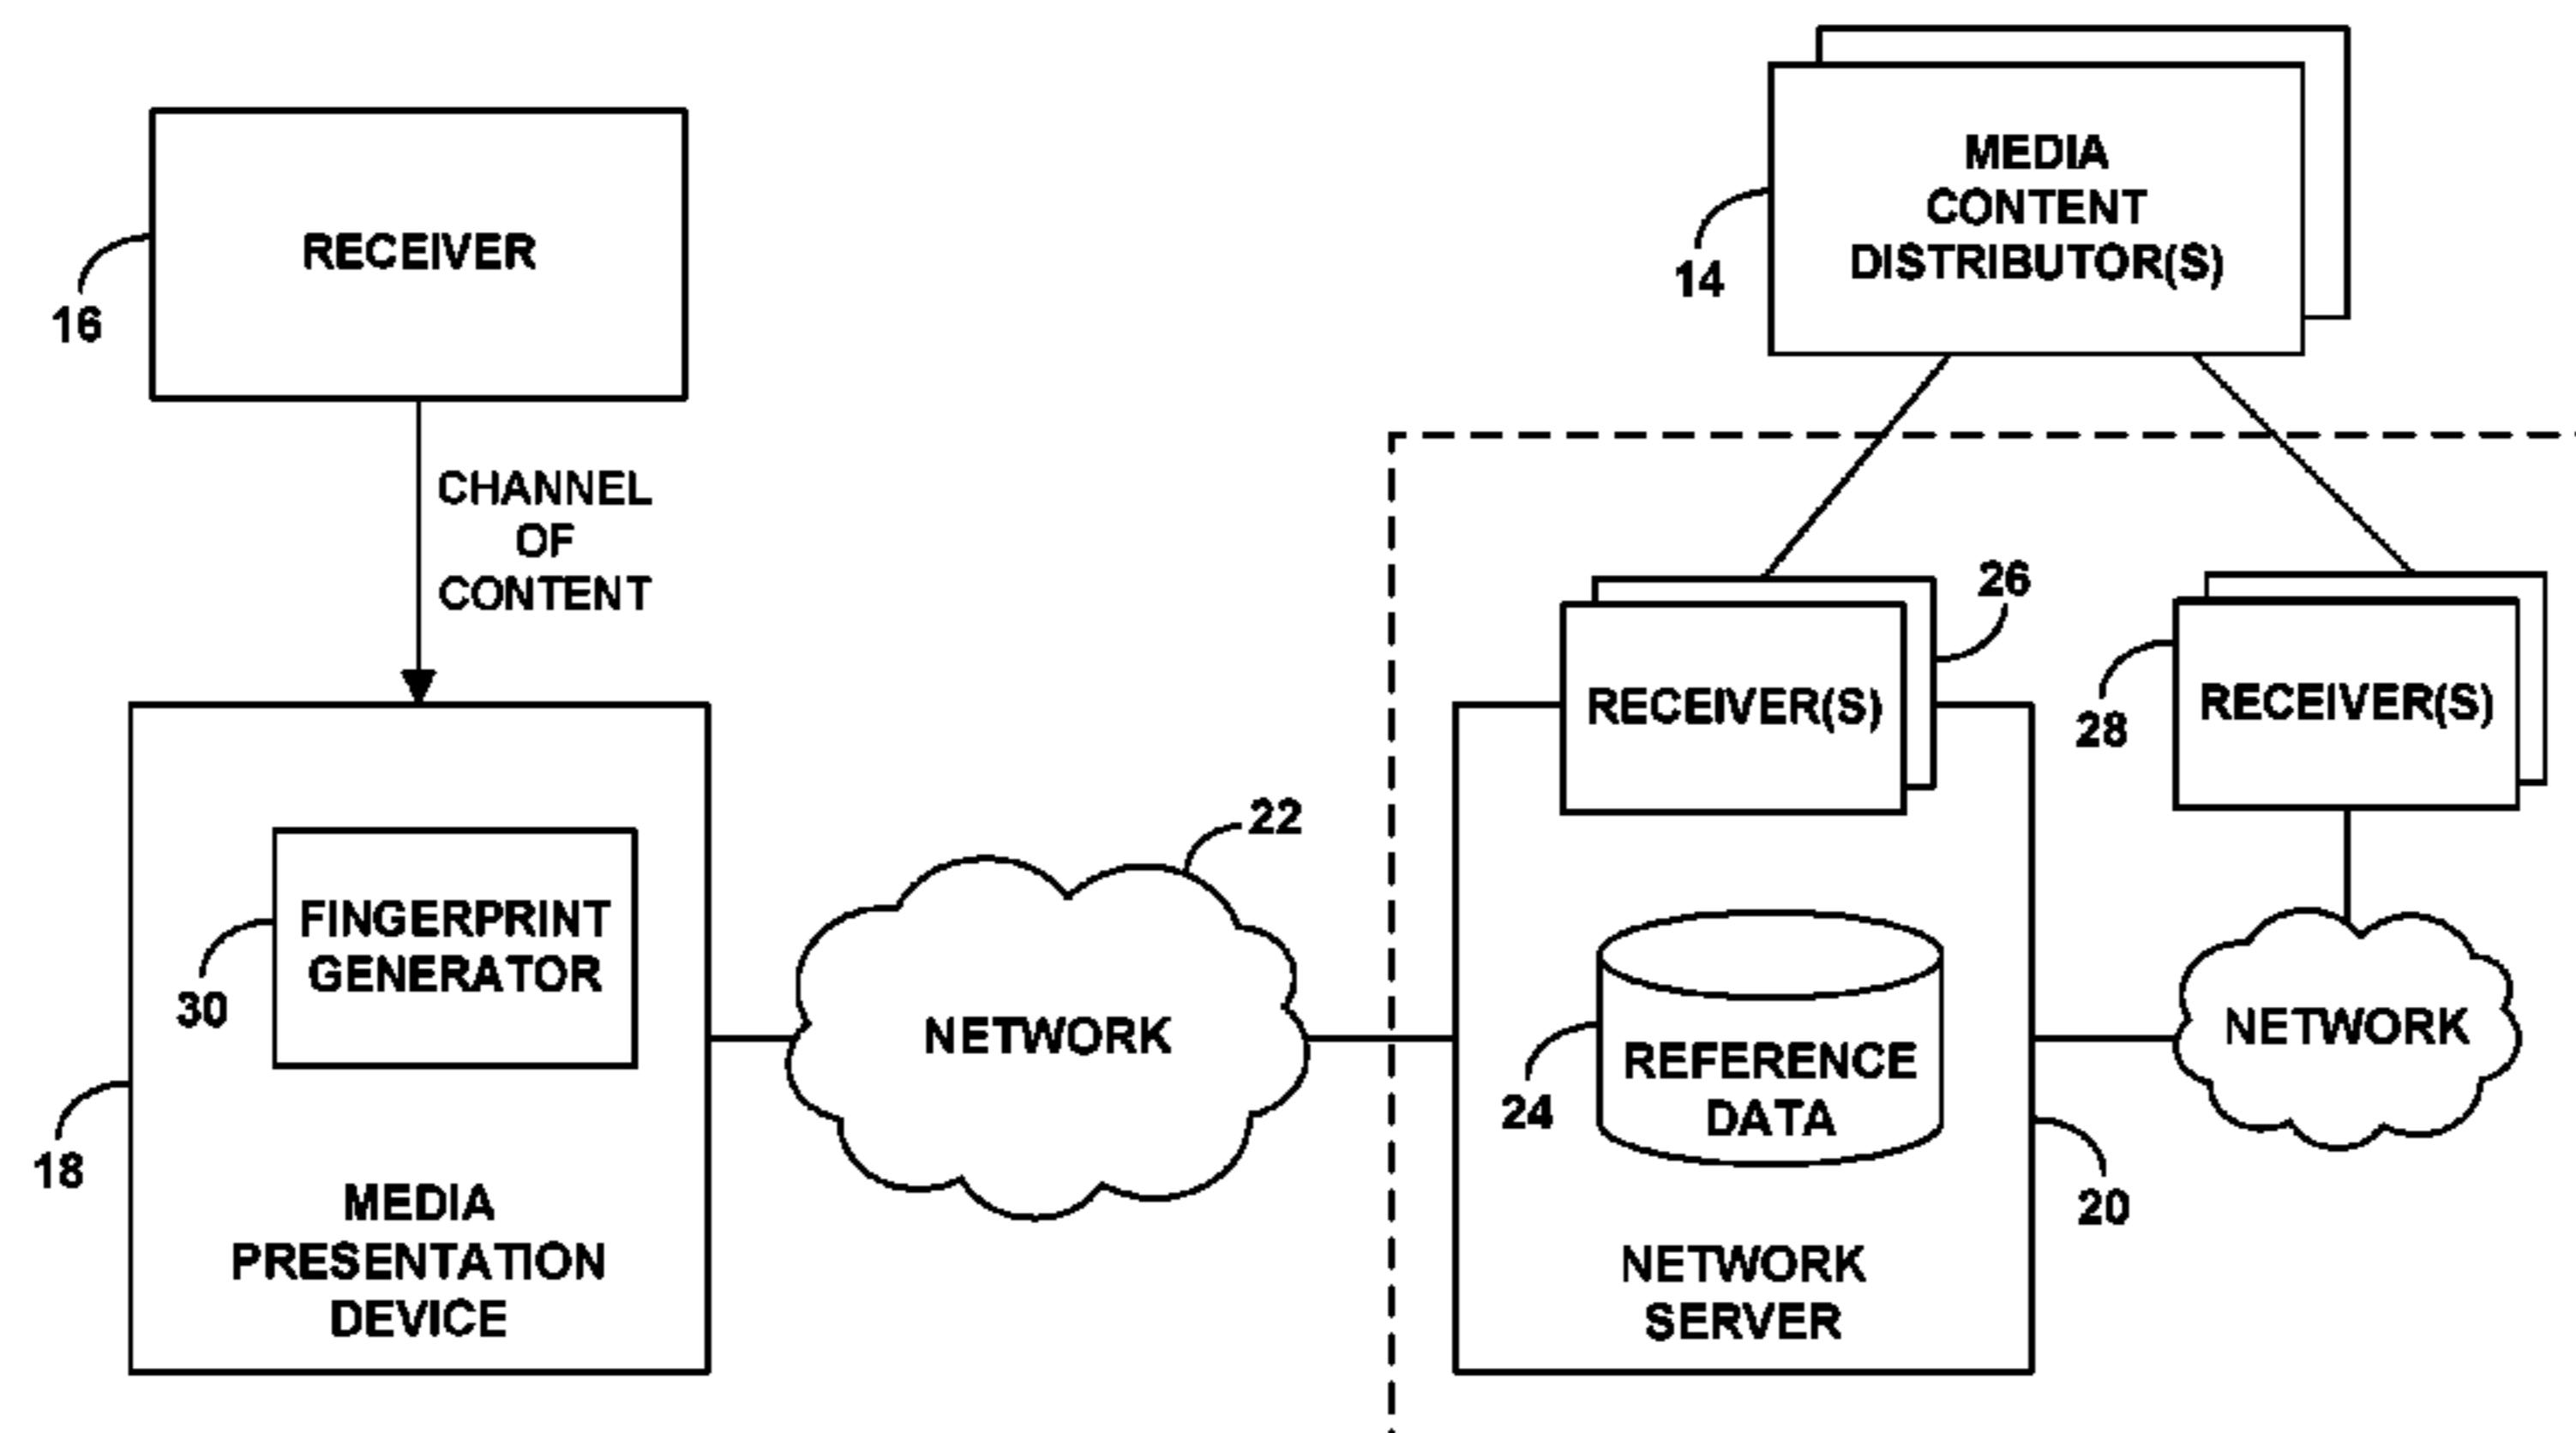 RECEIVER
16
CHANNEL
OF
CONTENT
FINGERPRINT
GENERATOR
30
18
MEDIA
PRESENTATION
DEVICE
22
NETWORK
MEDIA
CONTENT
DISTRIBUTOR(S)
14
26
RECEIVER(S)
28
RECEIVER(S)
REFERENCE
DATA
24
NETWORK
SERVER
20
NETWORK